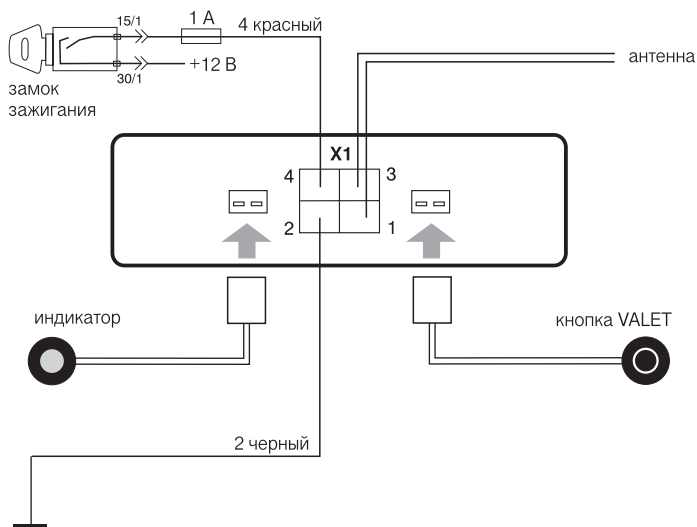 15/1
1 А
4 красный
30/1
+12 В
антенна
замок
зажигания
X1
4
3
2
1
индикатор
кнопка VALET
2 черный